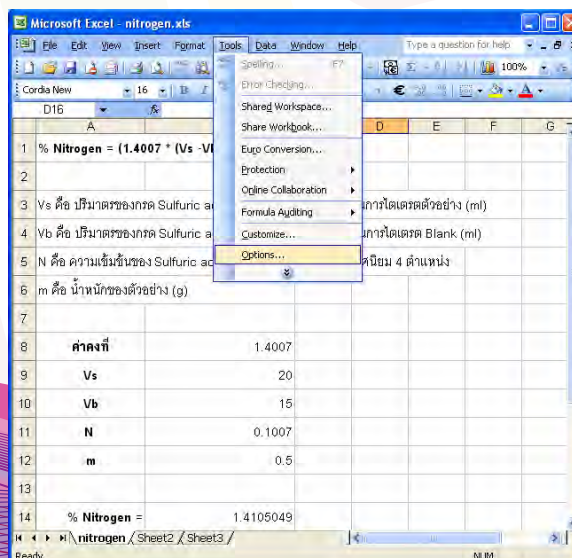 Microsoft Excel - nitrogen.xls
File Edit View Insert Format Tools Data Window Help Type a question for help
100%
Cordia New 16 B I € A
D16 fx
Spelling... F7
Error Checking...
Shared Workspace...
Share Workbook...
Euro Conversion...
Protection
Online Collaboration
Formula Auditing
Customize...
Options...
A D E F G
1 % Nitrogen = (1.4007 * (Vs -Vb
2
3 Vs คือ ปริมาตรของกรด Sulfuric ac นการไตเตรตตัวอย่าง (ml)
4 Vb คือ ปริมาตรของกรด Sulfuric a นการไตเตรต Blank (ml)
5 N คือ ความเข้มข้นของ Sulfuric ac ศนิยม 4 ตำแหน่ง
6 m คือ น้ำหนักของตัวอย่าง (g)
7
8 ค่าคงที่ 1.4007
9 Vs 20
10 Vb 15
11 N 0.1007
12 m 0.5
13
14 % Nitrogen = 1.4105049
nitrogen / Sheet2 / Sheet3 /
Ready NUM